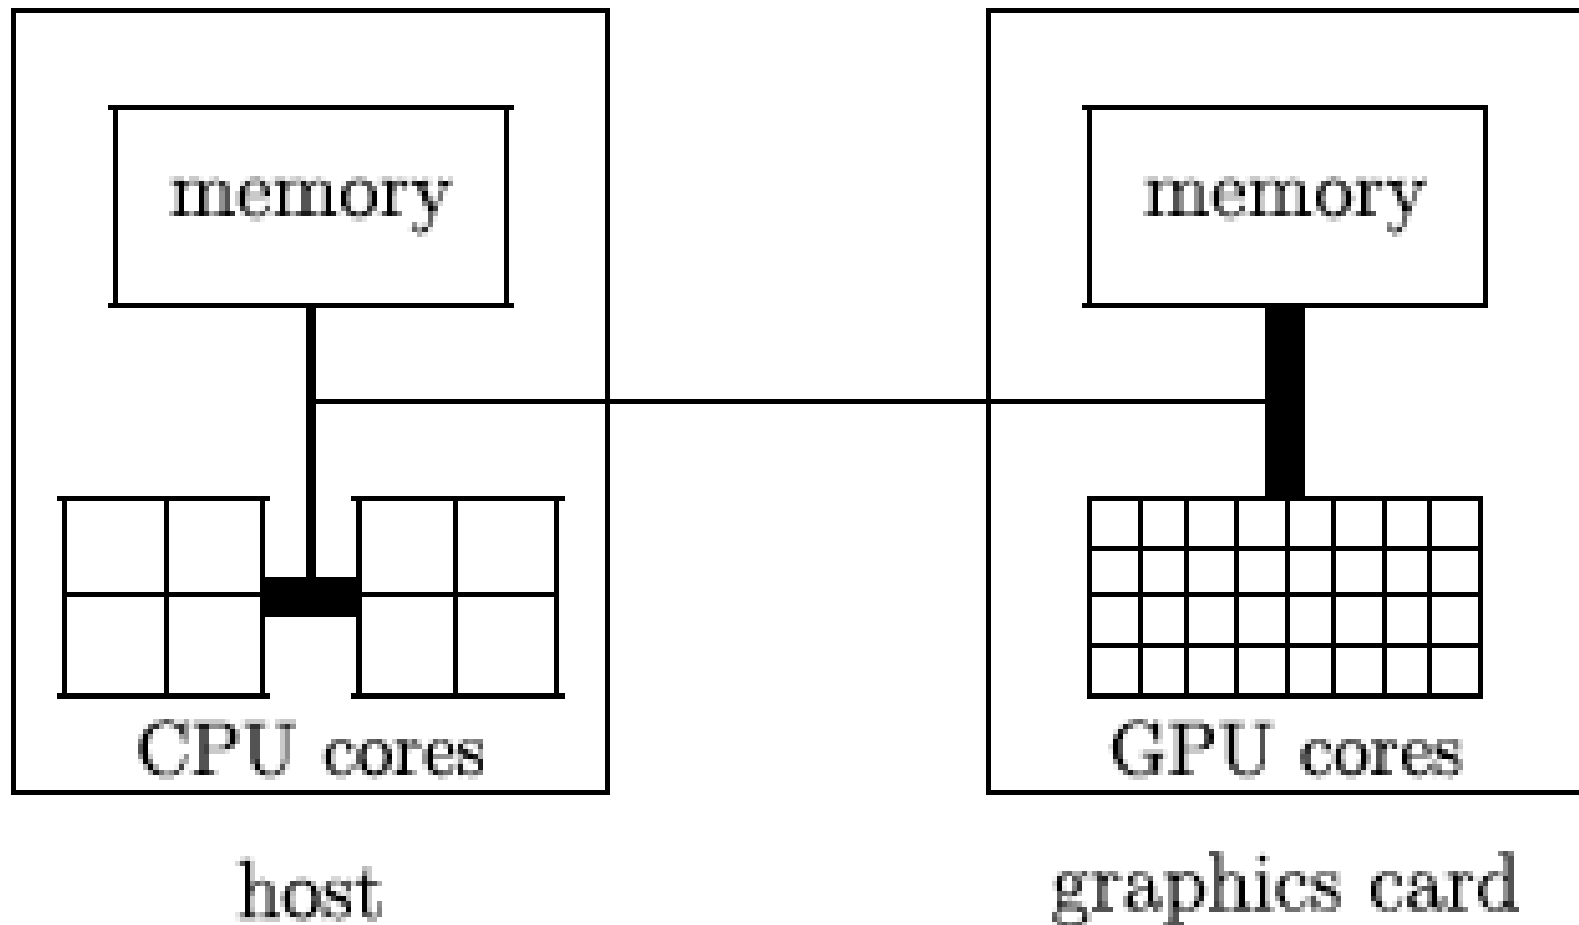 memory
memory
CPU cores
GPU cores
host
graphics card